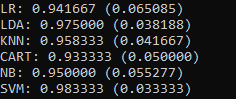 LR: 0.941667 (0.065085)
LDA: 0.975000 (0.038188)
KNN: 0.958333 (0.041667)
CART: 0.933333 (0.050000)
NB: 0.950000 (0.055277)
SVM: 0.983333 (0.033333)